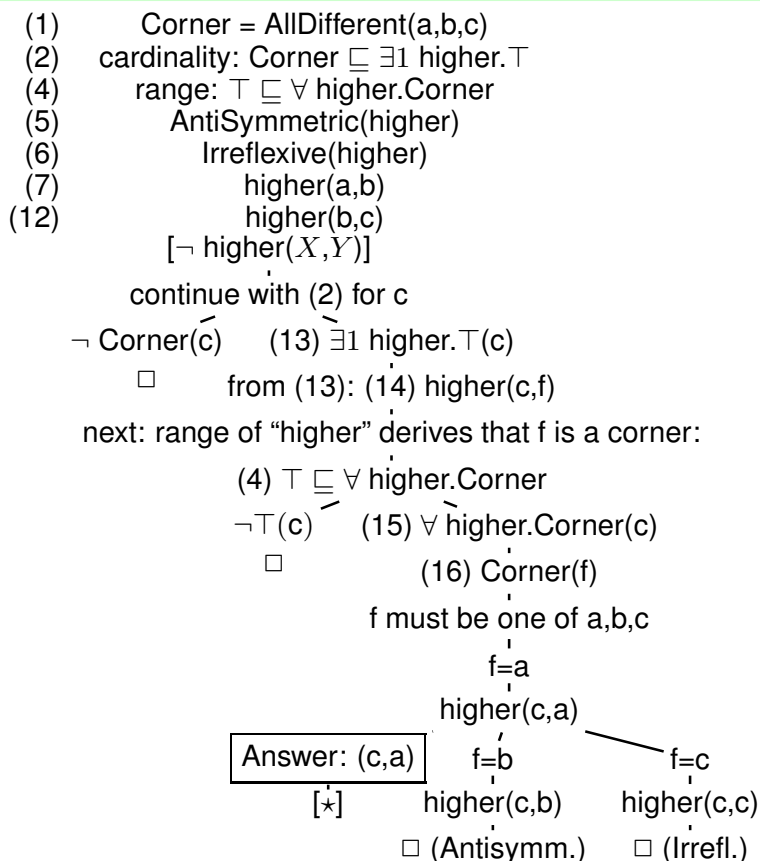 (1) Corner = AllDifferent(a,b,c)
(2) cardinality: Corner ⊑ ∃1 higher.⊤
(4) range: ⊤ ⊑ ∀ higher.Corner
(5) AntiSymmetric(higher)
(6) Irreflexive(higher)
(7) higher(a,b)
(12) higher(b,c)
[¬ higher(X,Y)]
continue with (2) for c
¬ Corner(c) (13) ∃1 higher.⊤(c)
□ from (13): (14) higher(c,f)
next: range of “higher” derives that f is a corner:
(4) ⊤ ⊑ ∀ higher.Corner
¬⊤(c) (15) ∀ higher.Corner(c)
□ (16) Corner(f)
f must be one of a,b,c
f=a
higher(c,a)
Answer: (c,a) f=b f=c
[⋆] higher(c,b) higher(c,c)
□ (Antisymm.) □ (Irrefl.)